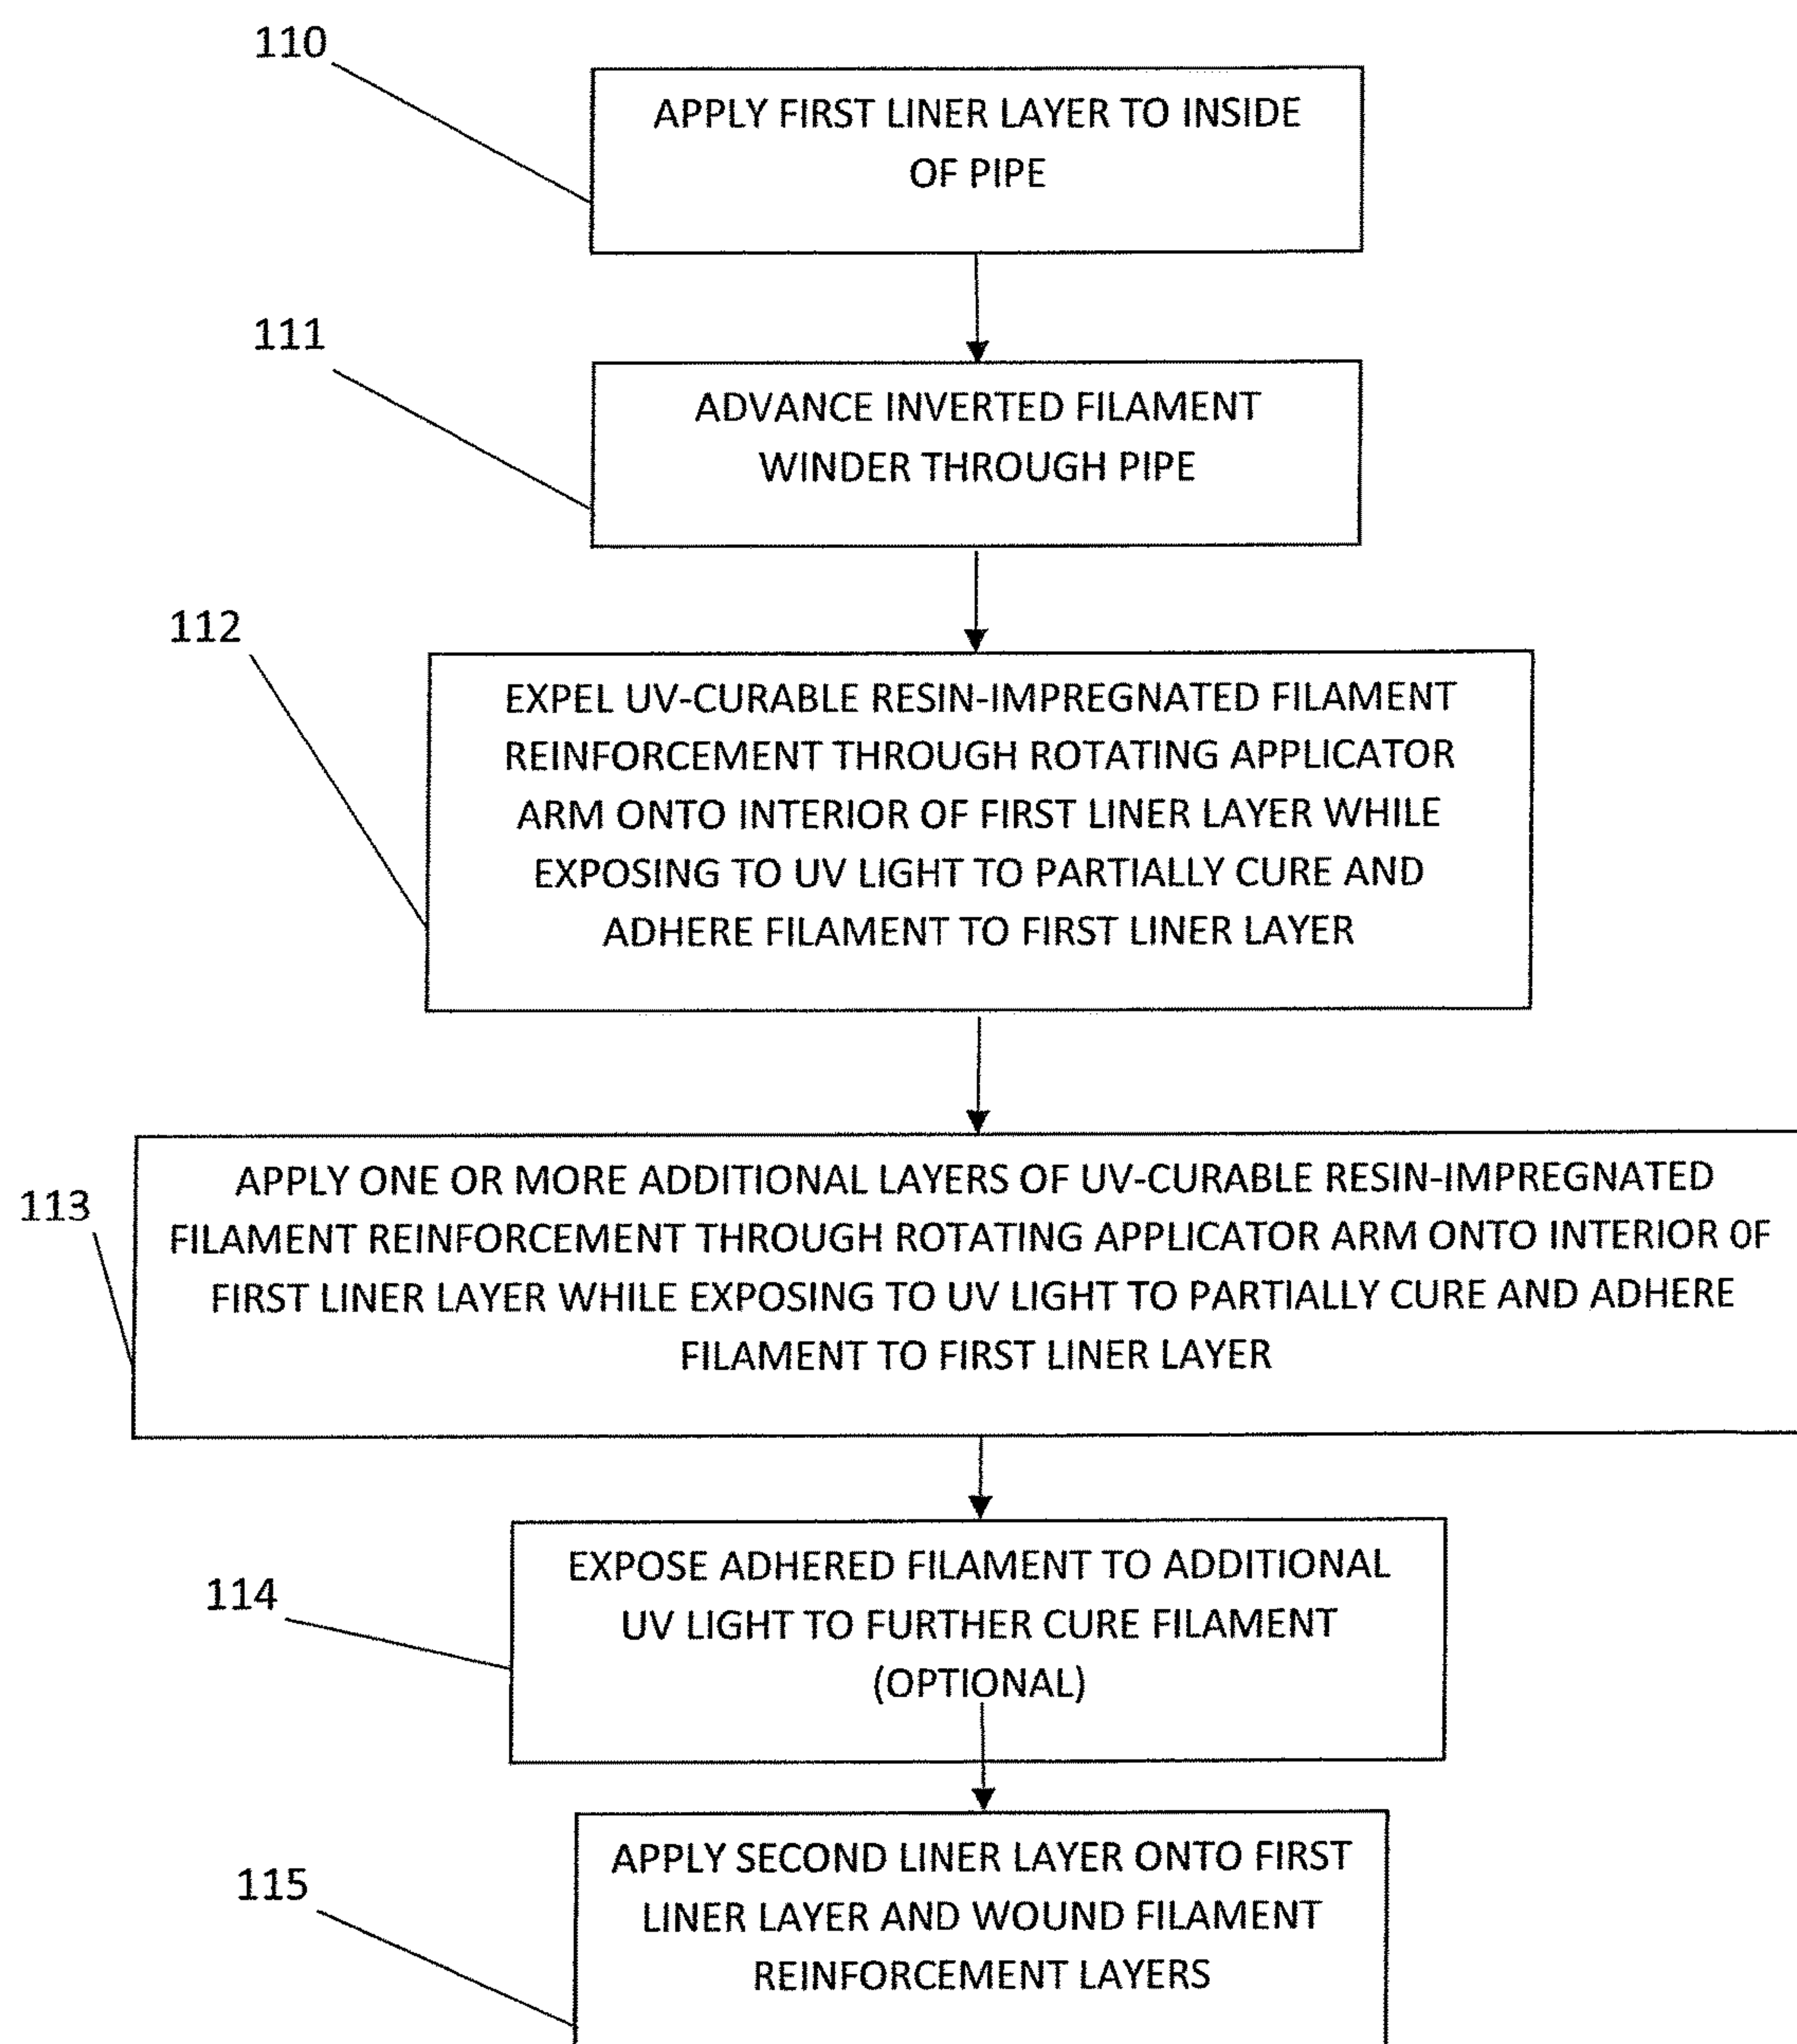 110
APPLY FIRST LINER LAYER TO INSIDE
OF PIPE
111
ADVANCE INVERTED FILAMENT
WINDER THROUGH PIPE
112
EXPEL UV-CURABLE RESIN-IMPREGNATED FILAMENT
REINFORCEMENT THROUGH ROTATING APPLICATOR
ARM ONTO INTERIOR OF FIRST LINER LAYER WHILE
EXPOSING TO UV LIGHT TO PARTIALLY CURE AND
ADHERE FILAMENT TO FIRST LINER LAYER
113
APPLY ONE OR MORE ADDITIONAL LAYERS OF UV-CURABLE RESIN-IMPREGNATED
FILAMENT REINFORCEMENT THROUGH ROTATING APPLICATOR ARM ONTO INTERIOR OF
FIRST LINER LAYER WHILE EXPOSING TO UV LIGHT TO PARTIALLY CURE AND ADHERE
FILAMENT TO FIRST LINER LAYER
114
EXPOSE ADHERED FILAMENT TO ADDITIONAL
UV LIGHT TO FURTHER CURE FILAMENT
(OPTIONAL)
115
APPLY SECOND LINER LAYER ONTO FIRST
LINER LAYER AND WOUND FILAMENT
REINFORCEMENT LAYERS